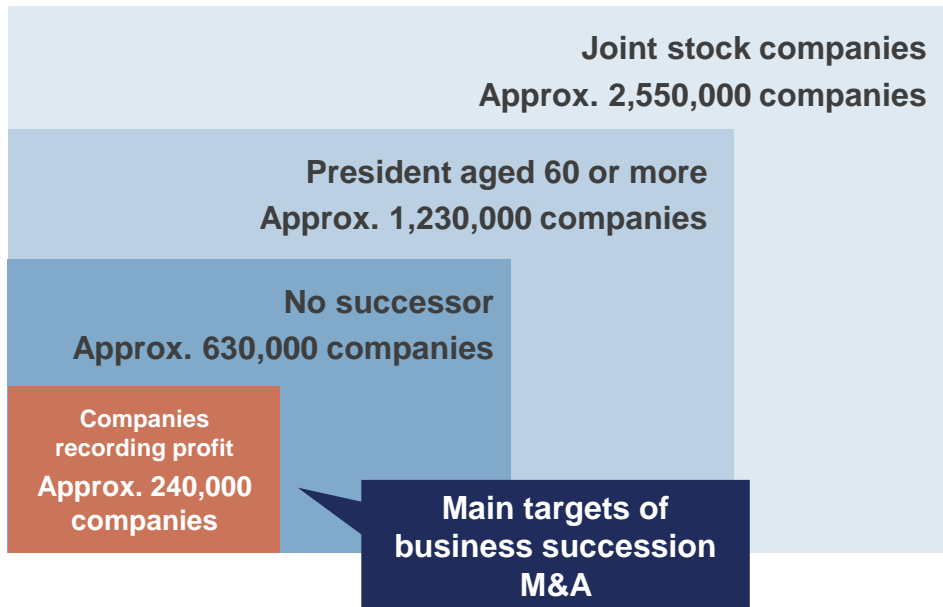 Joint stock companies
Approx. 2,550,000 companies
President aged 60 or more
Approx. 1,230,000 companies
No successor
Approx. 630,000 companies
Companies
recording profit
Approx. 240,000
companies
Main targets of
business succession
M&A